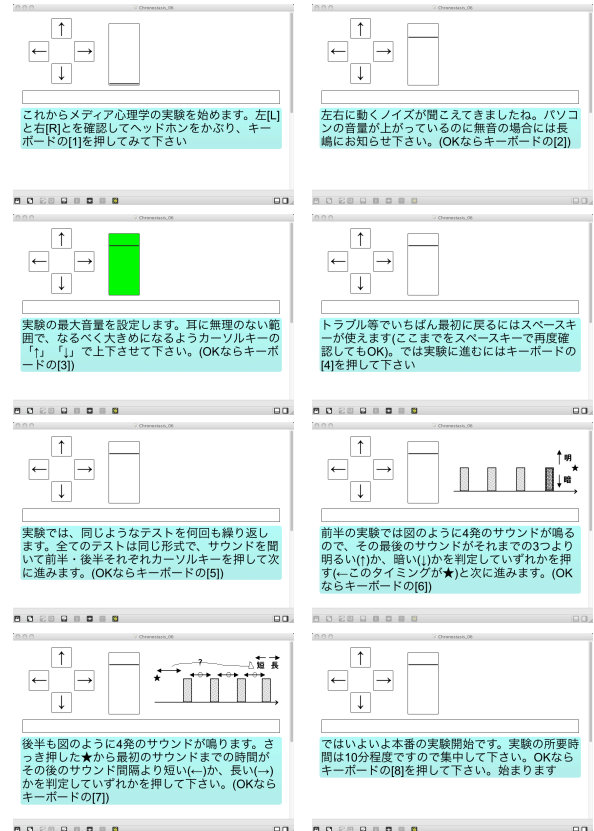 Chronostasis_06
↑
← →
↓
これからメディア心理学の実験を始めます。左[L]
と右[R]とを確認してヘッドホンをかぶり、キー
ボードの[1]を押してみて下さい
Chronostasis_06
↑
← →
↓
左右に動くノイズが聞こえてきましたね。パソコ
ンの音量が上がっているのに無音の場合には長
嶋にお知らせ下さい。(OKならキーボードの[2])
Chronostasis_06
↑
← →
↓
実験の最大音量を設定します。耳に無理のない範
囲で、なるべく大きめになるようカーソルキーの
「↑」「↓」で上下させて下さい。(OKならキーボ
ードの[3])
Chronostasis_06
↑
← →
↓
トラブル等でいちばん最初に戻るにはスペースキ
ーが使えます(ここまでをスペースキーで再度確
認してもOK)。では実験に進むにはキーボードの
[4]を押して下さい
Chronostasis_06
↑
← →
↓
実験では、同じようなテストを何回も繰り返し
ます。全てのテストは同じ形式で、サウンドを聞
いて前半・後半それぞれカーソルキーを押して次
に進みます。(OKならキーボードの[5])
Chronostasis_06
↑
← →
↓
↑明
★
↓暗
前半の実験では図のように4発のサウンドが鳴る
ので、その最後のサウンドがそれまでの3つより
明るい(↑)か、暗い(↓)かを判定していずれかを押
す(←このタイミングが★)と次に進みます。(OK
ならキーボードの[6])
Chronostasis_06
↑
← →
↓
? ← →
短 長
★
後半も図のように4発のサウンドが鳴ります。さ
っき押した★から最初のサウンドまでの時間が
その後のサウンド間隔より短い(←)か、長い(→)
かを判定していずれかを押して下さい。(OKなら
キーボードの[7])
Chronostasis_06
↑
← →
↓
ではいよいよ本番の実験開始です。実験の所要時
間は10分程度ですので集中して下さい。OKなら
キーボードの[8]を押して下さい。始まります